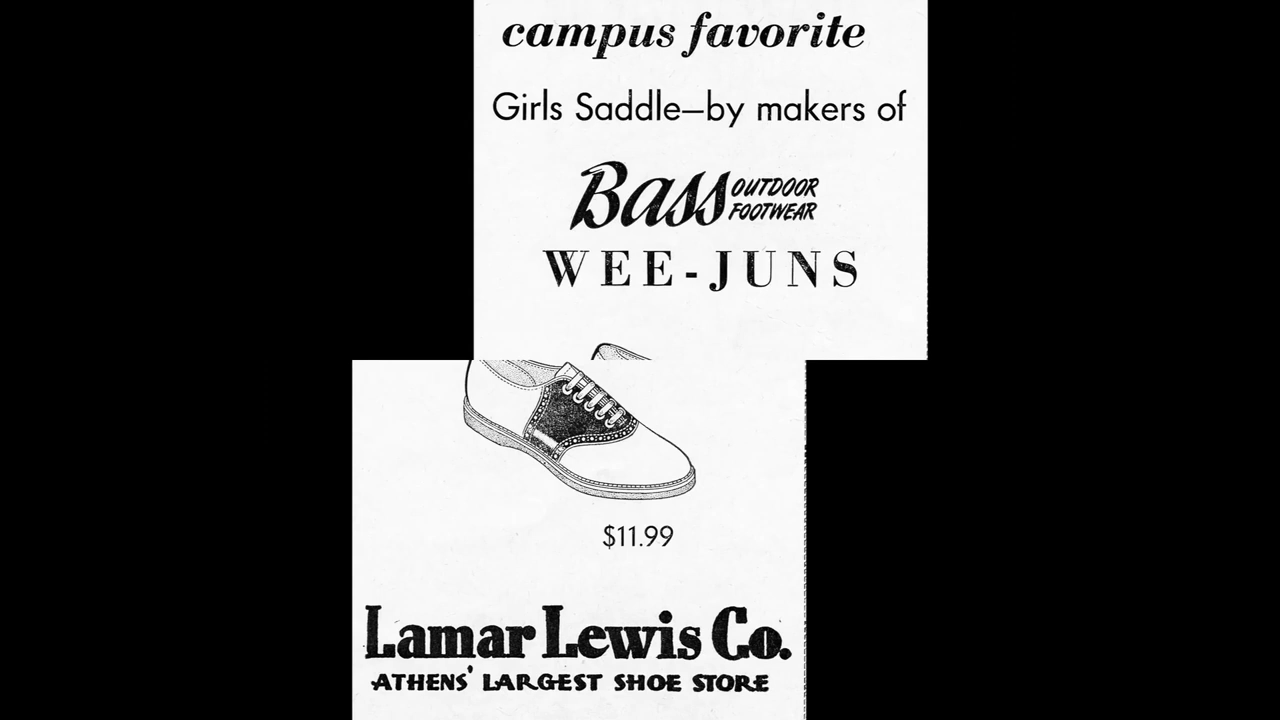 campus favorite
Girls Saddle—by makers of
Bass OUTDOOR FOOTWEAR
WEE-JUNS
$11.99
Lamar Lewis Co.
ATHENS' LARGEST SHOE STORE